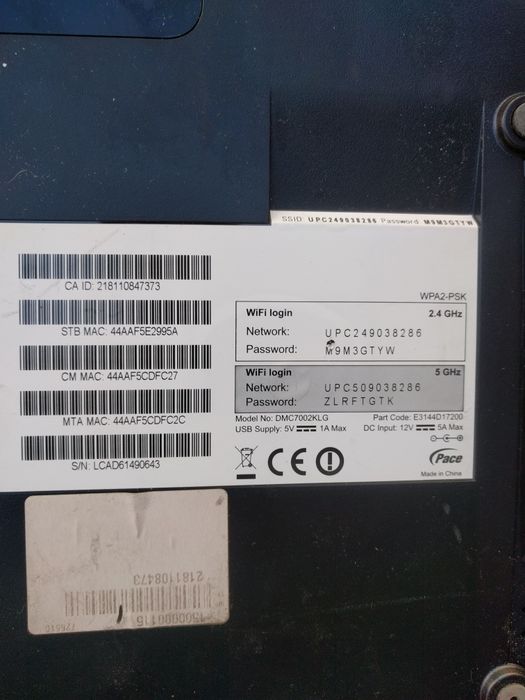 SSID: UPC249038286 Password: M9M3GTYW
CA ID: 218110847373
STB MAC: 44AAF5E2995A
CM MAC: 44AAF5CDFC27
MTA MAC: 44AAF5CDFC2C
S/N: LCAD61490643
WPA2-PSK
WiFi login 2.4 GHz
Network: UPC249038286
Password: M9M3GTYW
WiFi login 5 GHz
Network: UPC509038286
Password: ZLRFTGTK
Model No: DMC7002KLG Part Code: E3144D17200
USB Supply: 5V 1A Max DC Input: 12V 5A Max
CE
Pace
Made in China
2181108473